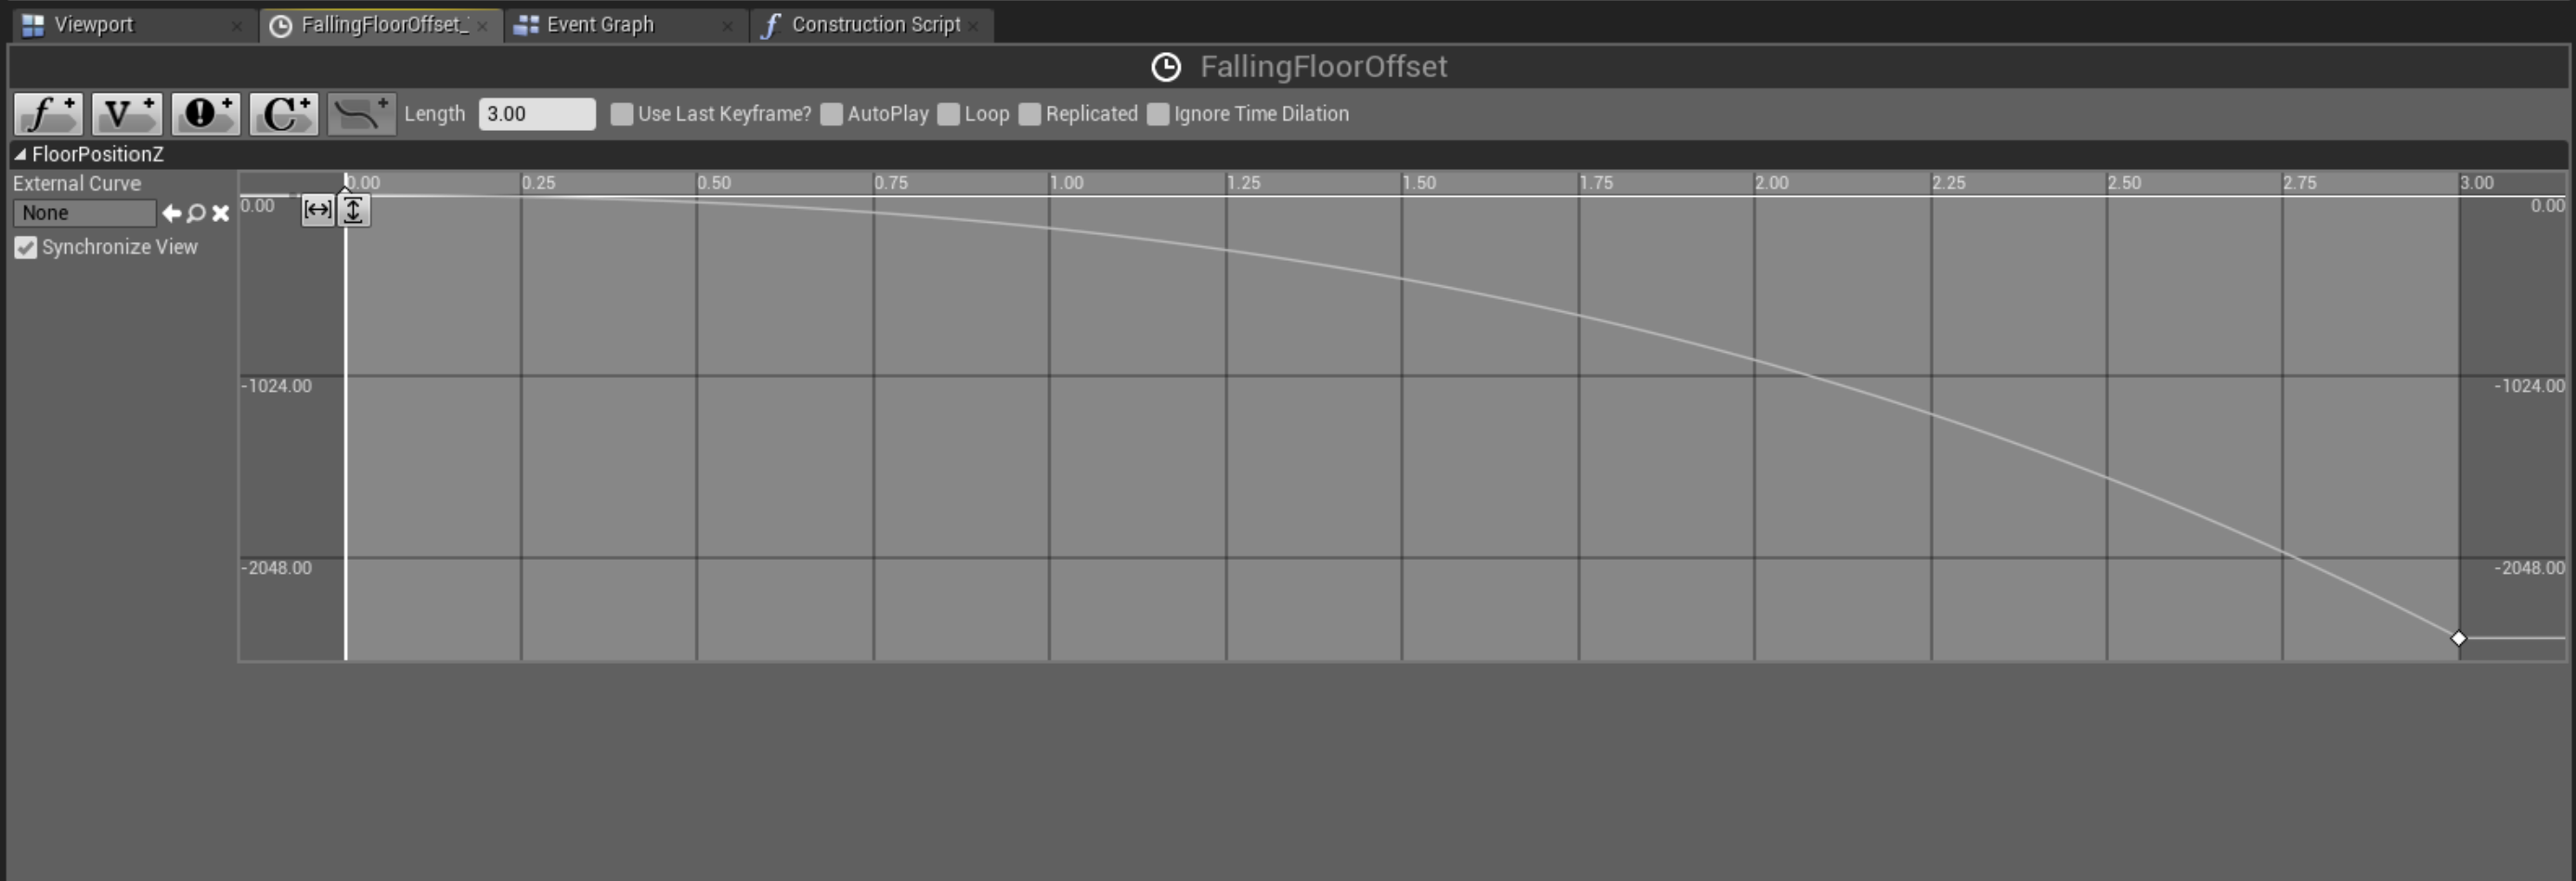 Viewport
FallingFloorOffset_
Event Graph
f Construction Script
FallingFloorOffset
f V ! C Length 3.00 Use Last Keyframe? AutoPlay Loop Replicated Ignore Time Dilation
FloorPositionZ
External Curve
None
Synchronize View
0.00 0.25 0.50 0.75 1.00 1.25 1.50 1.75 2.00 2.25 2.50 2.75 3.00
0.00 0.00
-1024.00 -1024.00
-2048.00 -2048.00